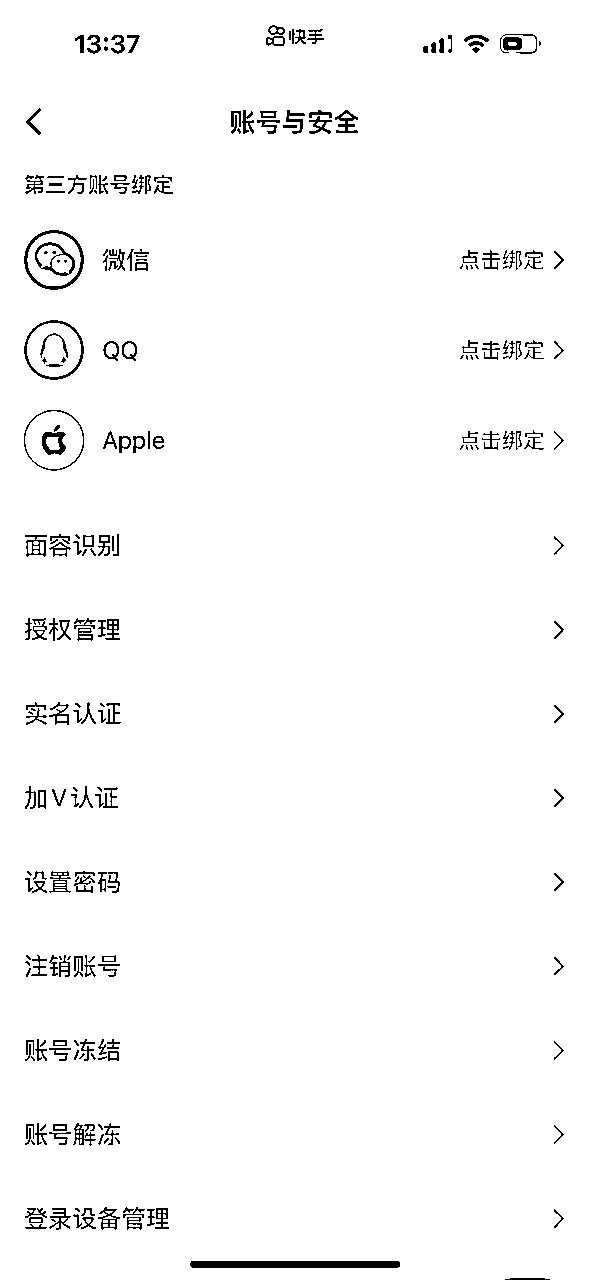 13:37
快手
账号与安全
第三方账号绑定
微信 点击绑定
QQ 点击绑定
Apple 点击绑定
面容识别
授权管理
实名认证
加V认证
设置密码
注销账号
账号冻结
账号解冻
登录设备管理